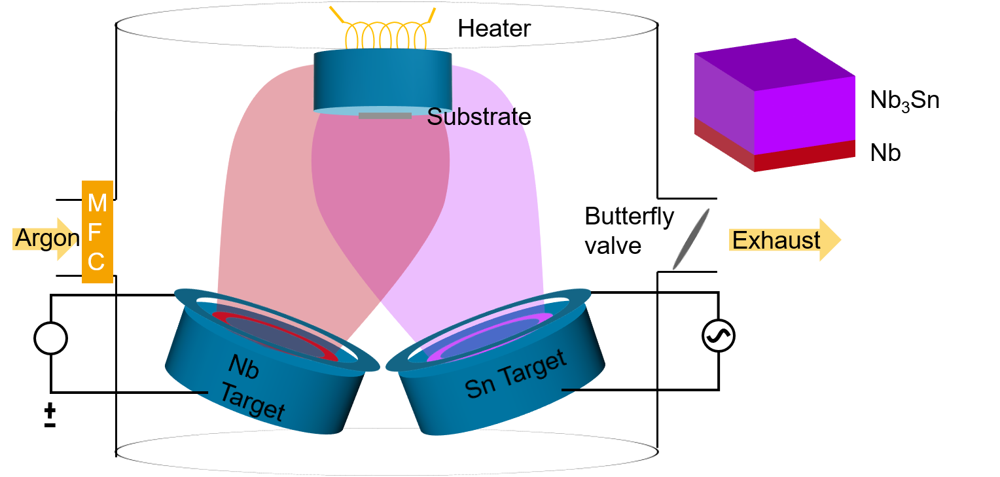 Heater
Substrate
Nb₃Sn
Nb
M
F
C
Argon
Butterfly
valve
Exhaust
Nb
Target
Sn Target
±